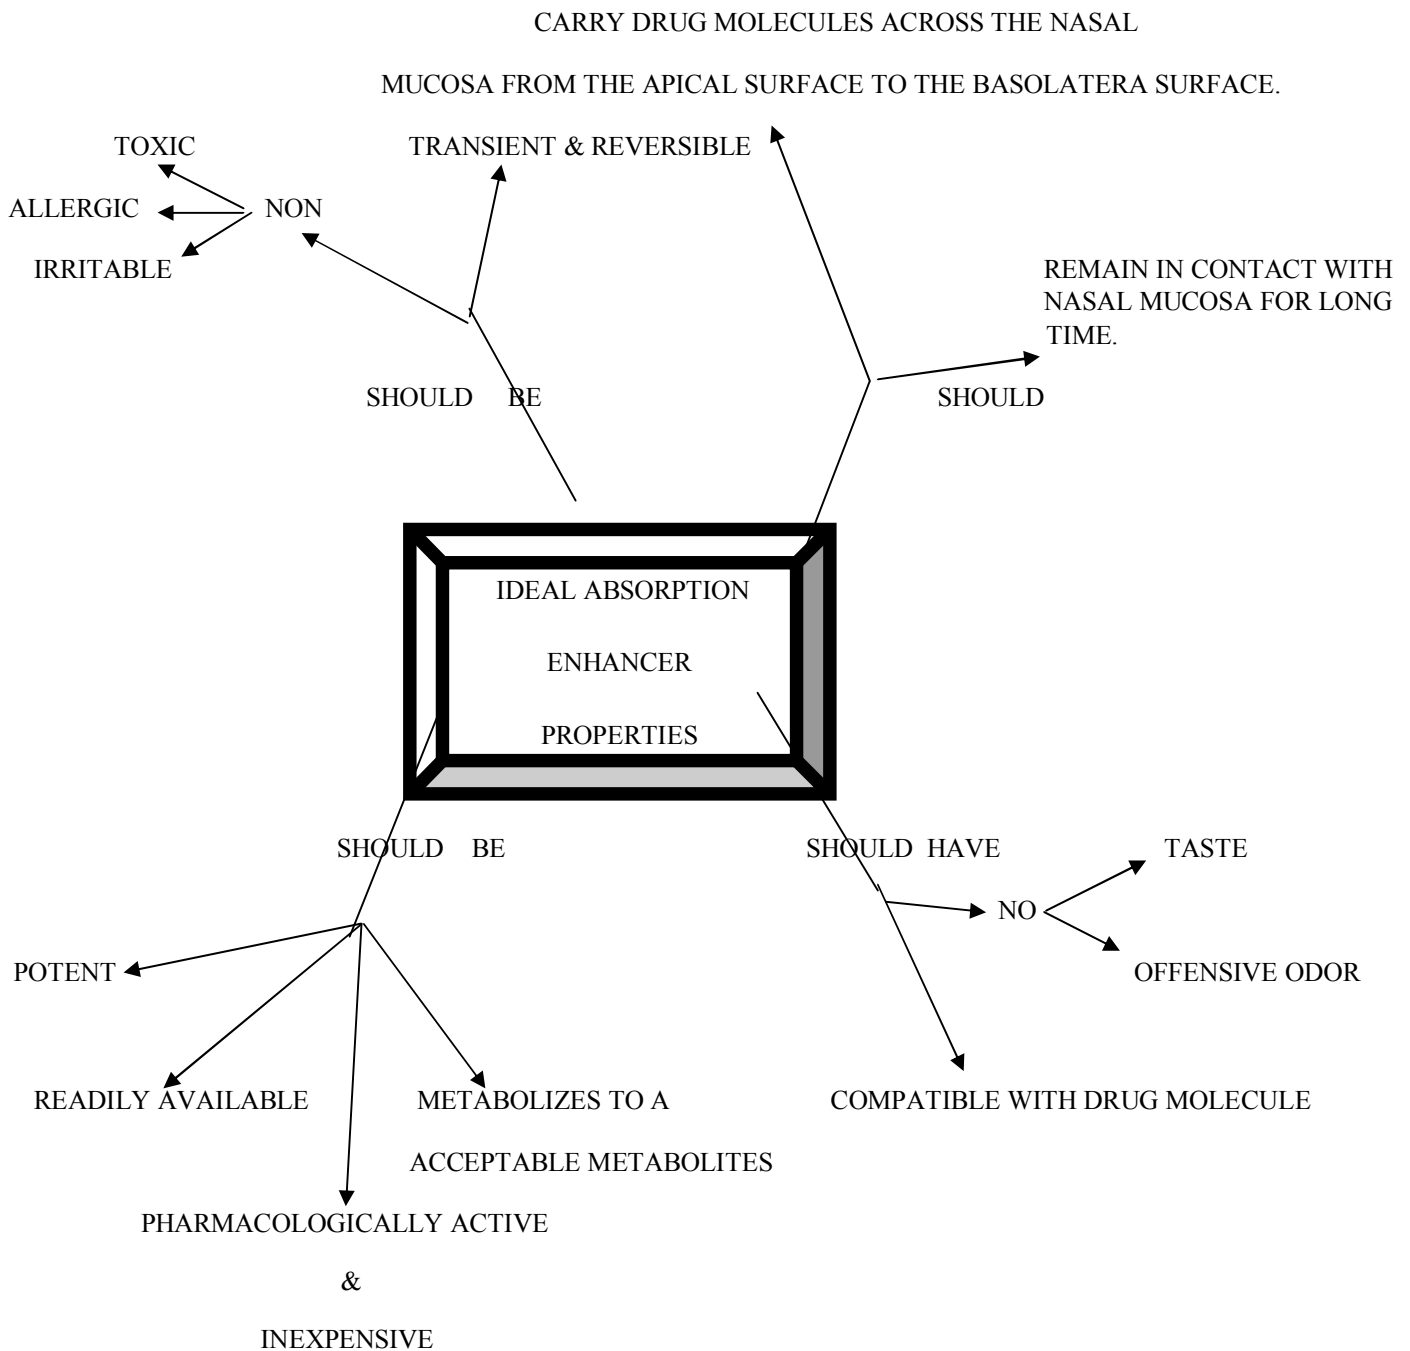 CARRY DRUG MOLECULES ACROSS THE NASAL
MUCOSA FROM THE APICAL SURFACE TO THE BASOLATERA SURFACE.
TOXIC
TRANSIENT & REVERSIBLE
ALLERGIC
NON
IRRITABLE
REMAIN IN CONTACT WITH
NASAL MUCOSA FOR LONG
TIME.
SHOULD BE
SHOULD
IDEAL ABSORPTION
ENHANCER
PROPERTIES
SHOULD BE
SHOULD HAVE
TASTE
NO
POTENT
OFFENSIVE ODOR
READILY AVAILABLE
METABOLIZES TO A
ACCEPTABLE METABOLITES
COMPATIBLE WITH DRUG MOLECULE
PHARMACOLOGICALLY ACTIVE
&
INEXPENSIVE